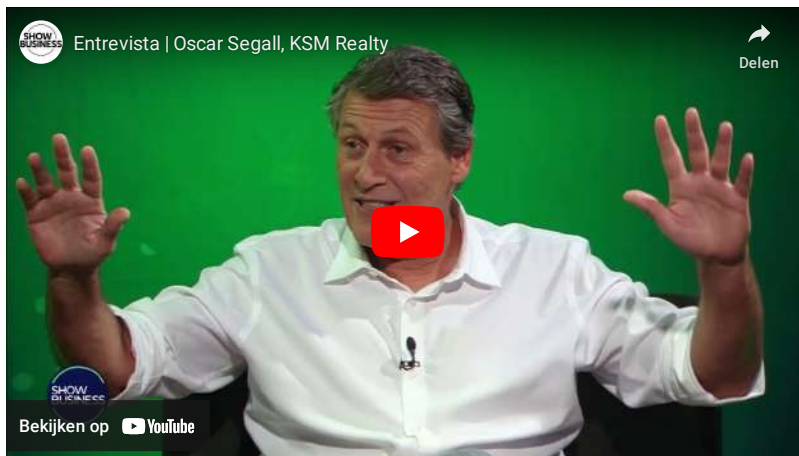 SHOW
BUSINESS
Entrevista | Oscar Segall, KSM Realty
Delen
SHOW
BUSINESS
Bekijken op YouTube